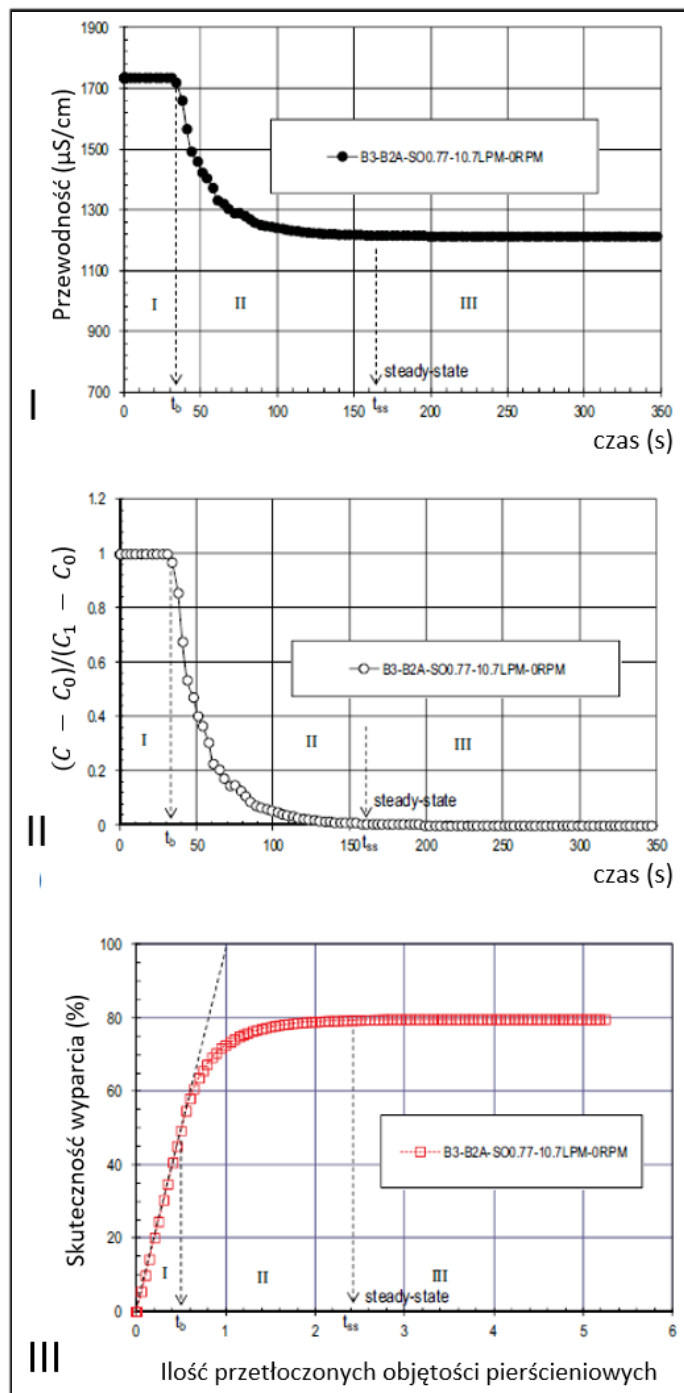 1900
1700
1500
1300
1100
900
700
Przewodność (µS/cm)
B3-B2A-SO0.77-10.7LPM-0RPM
I
II
III
steady-state
0
t_b
50
100
150
t_ss
200
250
300
350
czas (s)
I
1.2
1
0.8
0.6
0.4
0.2
0
(C − C₀)/(C₁ − C₀)
B3-B2A-SO0.77-10.7LPM-0RPM
I
II
III
steady-state
0
t_b
50
100
150
t_ss
200
250
300
350
czas (s)
II
100
80
60
40
20
0
Skuteczność wyparcia (%)
B3-B2A-SO0.77-10.7LPM-0RPM
I
II
III
steady-state
0
t_b
1
2
t_ss
3
4
5
6
Ilość przetłoczonych objętości pierścieniowych
III